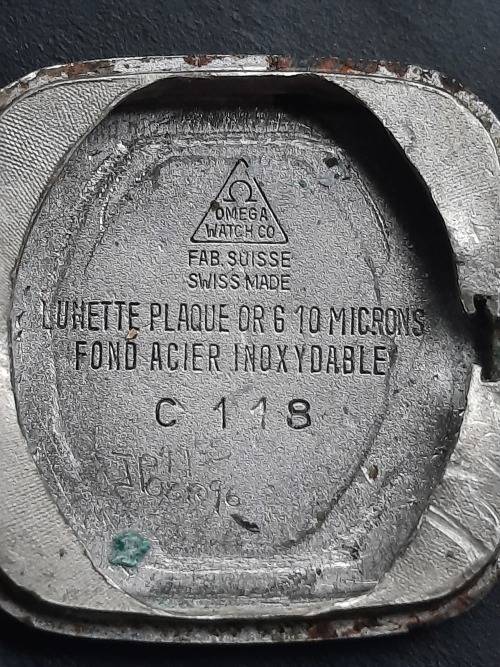 Ω
OMEGA
WATCH CO
FAB. SUISSE
SWISS MADE
LUNETTE PLAQUE OR G 10 MICRONS
FOND ACIER INOXYDABLE
C 118